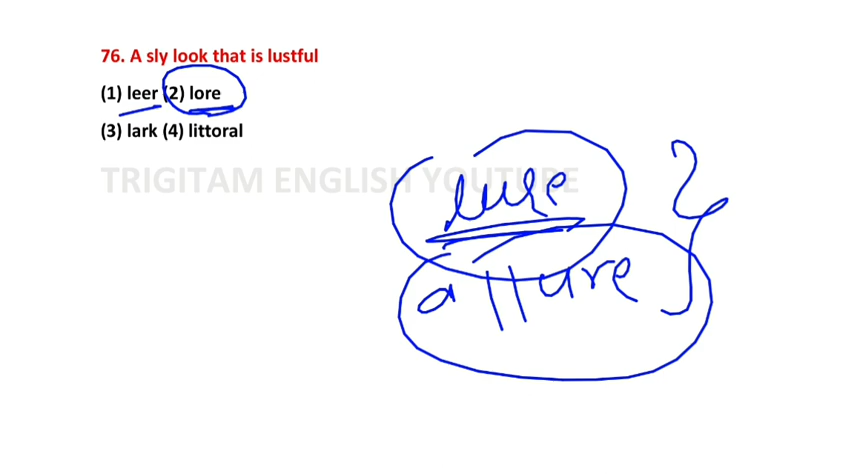 76. A sly look that is lustful
(1) leer (2) lore
(3) lark (4) littoral
TRIGITAM ENGLISH YOUTUBE
lure
allure